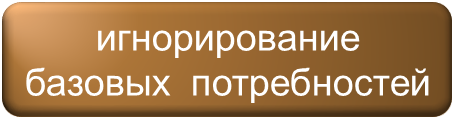 игнорирование
базовых потребностей